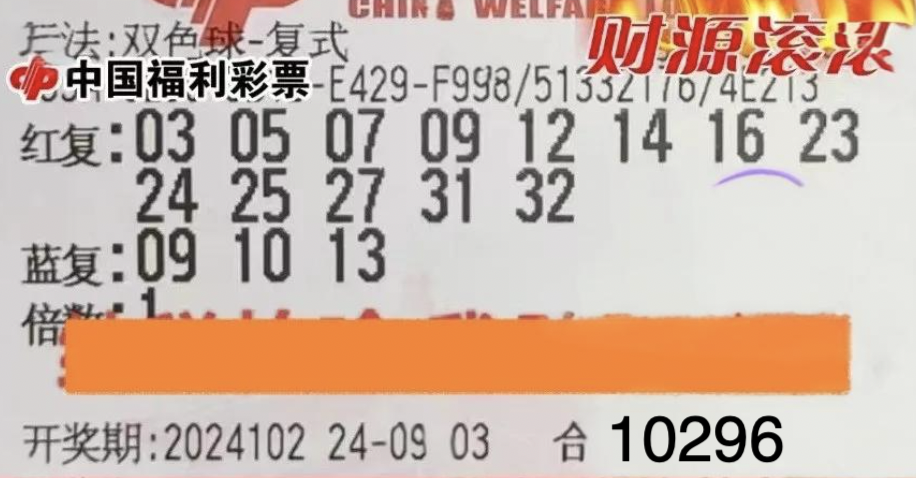 CHINA WELFA
财源滚滚
玩法:双色球-复式
中国福利彩票
-E429-F998/51332176/4E213
红复:03 05 07 09 12 14 16 23
24 25 27 31 32
蓝复:09 10 13
倍数:1
开奖期:2024102 24-09 03 合 10296